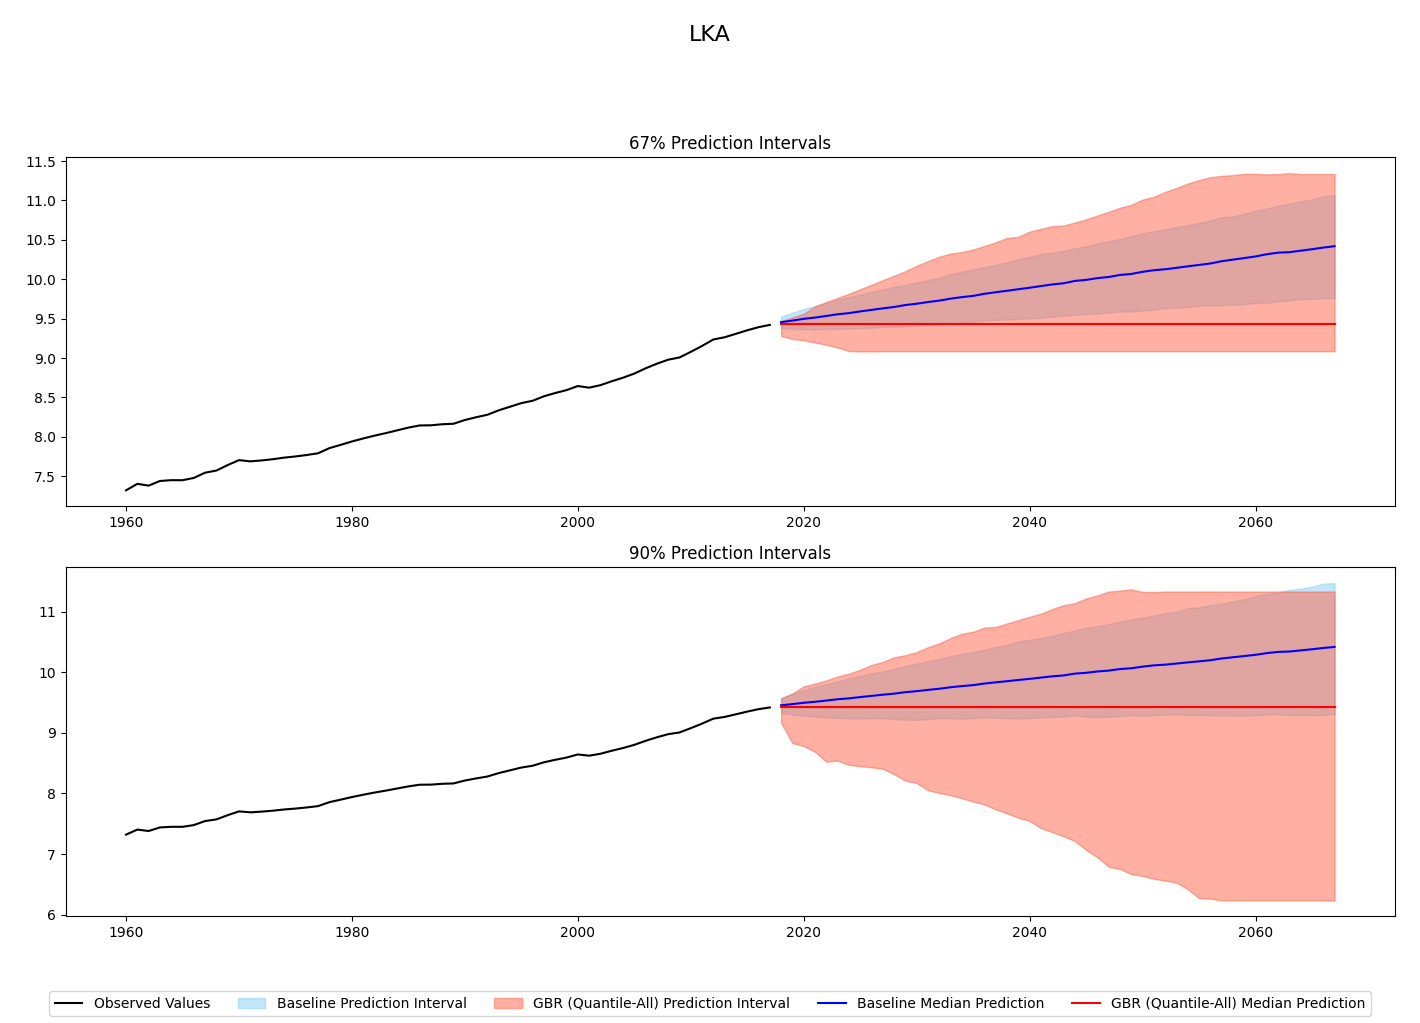 LKA
67% Prediction Intervals
11.5
11.0
10.5
10.0
9.5
9.0
8.5
8.0
7.5
1960 1980 2000 2020 2040 2060
90% Prediction Intervals
11
10
9
8
7
6
1960 1980 2000 2020 2040 2060
Observed Values Baseline Prediction Interval GBR (Quantile-All) Prediction Interval Baseline Median Prediction GBR (Quantile-All) Median Prediction